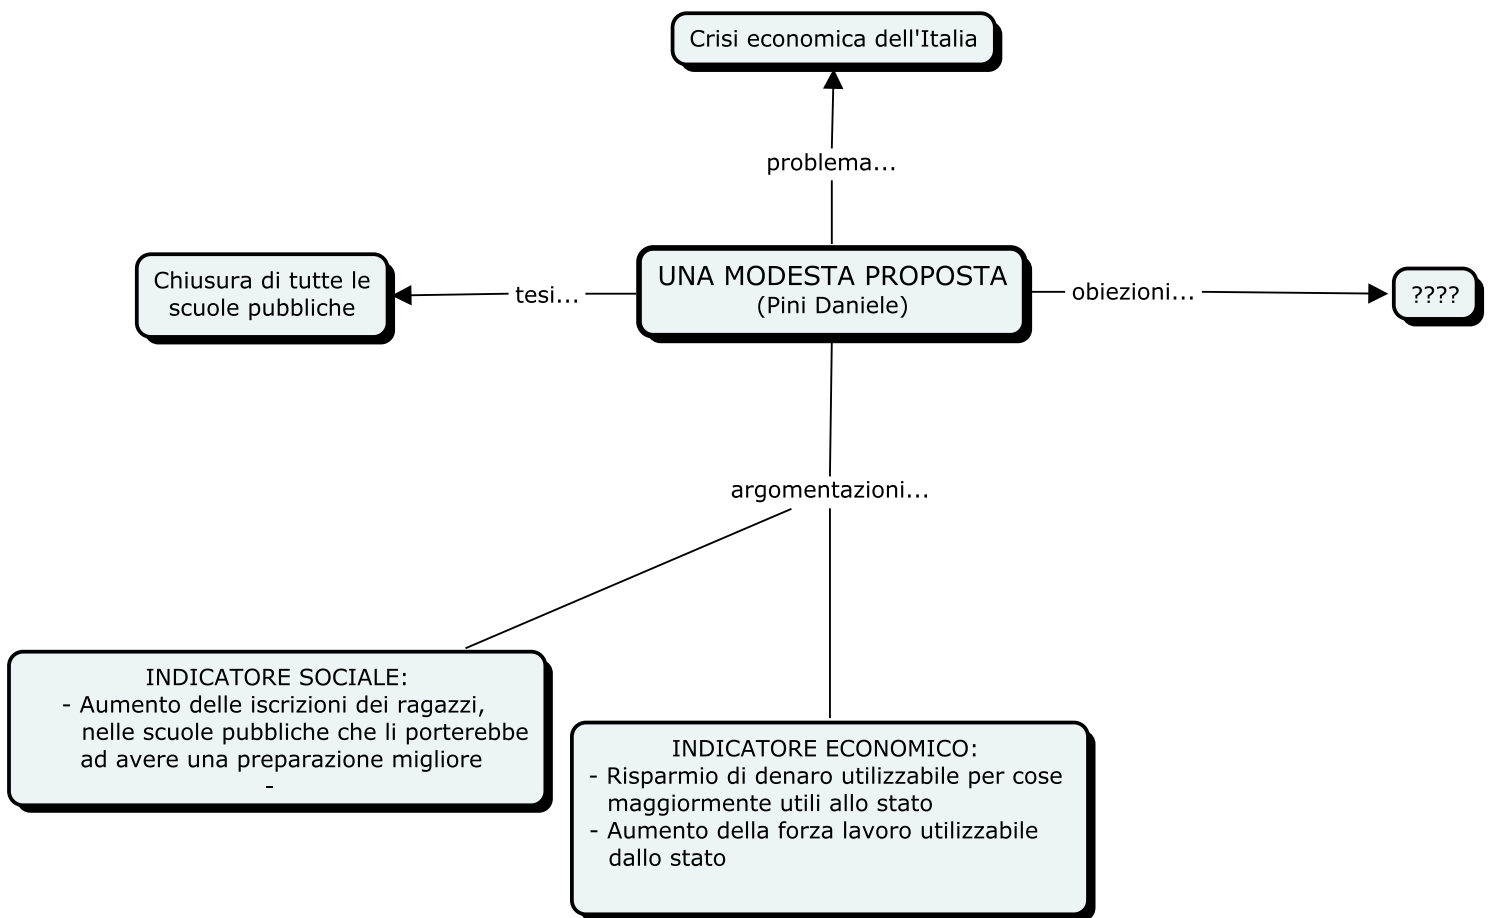 Crisi economica dell'Italia
problema...
Chiusura di tutte le
scuole pubbliche
tesi...
UNA MODESTA PROPOSTA
(Pini Daniele)
obiezioni...
????
argomentazioni...
INDICATORE SOCIALE:
- Aumento delle iscrizioni dei ragazzi,
nelle scuole pubbliche che li porterebbe
ad avere una preparazione migliore
-
INDICATORE ECONOMICO:
- Risparmio di denaro utilizzabile per cose
maggiormente utili allo stato
- Aumento della forza lavoro utilizzabile
dallo stato